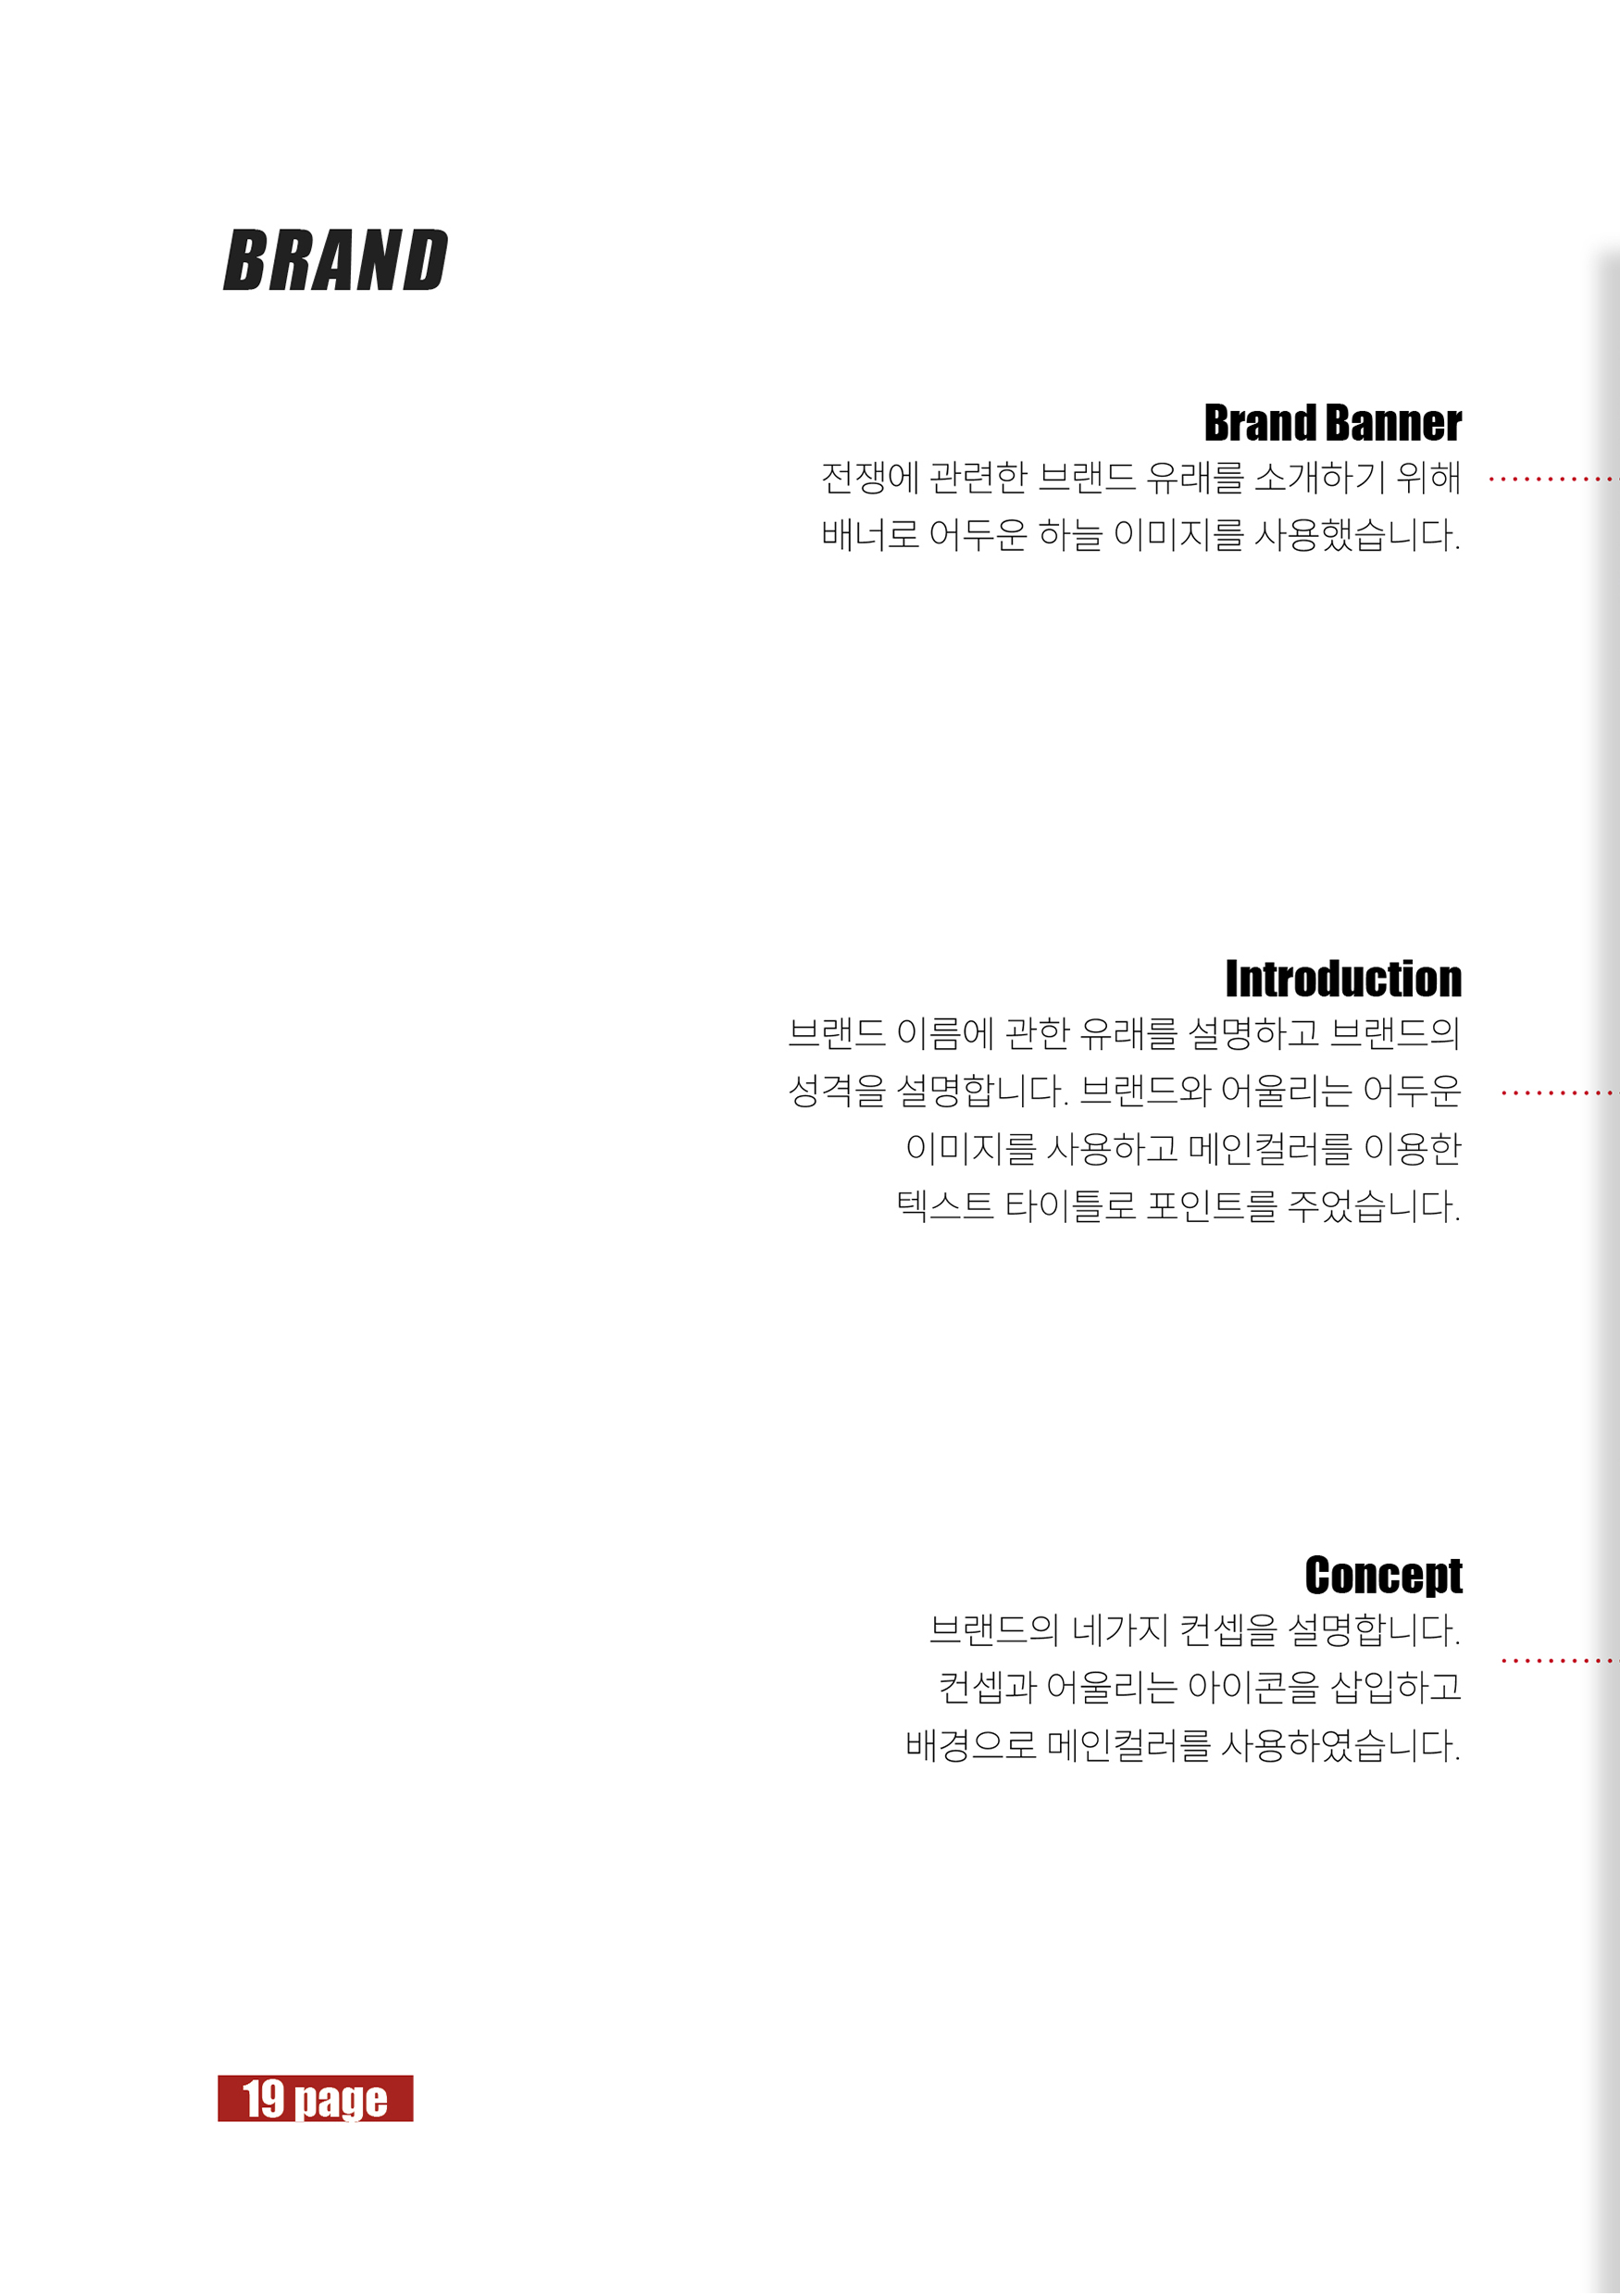 BRAND
Brand Banner
전쟁에 관련한 브랜드 유래를 소개하기 위해
배너로 어두운 하늘 이미지를 사용했습니다.
Introduction
브랜드 이름에 관한 유래를 설명하고 브랜드의
성격을 설명합니다. 브랜드와 어울리는 어두운
이미지를 사용하고 메인컬러를 이용한
텍스트 타이틀로 포인트를 주었습니다.
Concept
브랜드의 네가지 컨셉을 설명합니다.
컨셉과 어울리는 아이콘을 삽입하고
배경으로 메인컬러를 사용하였습니다.
19 page